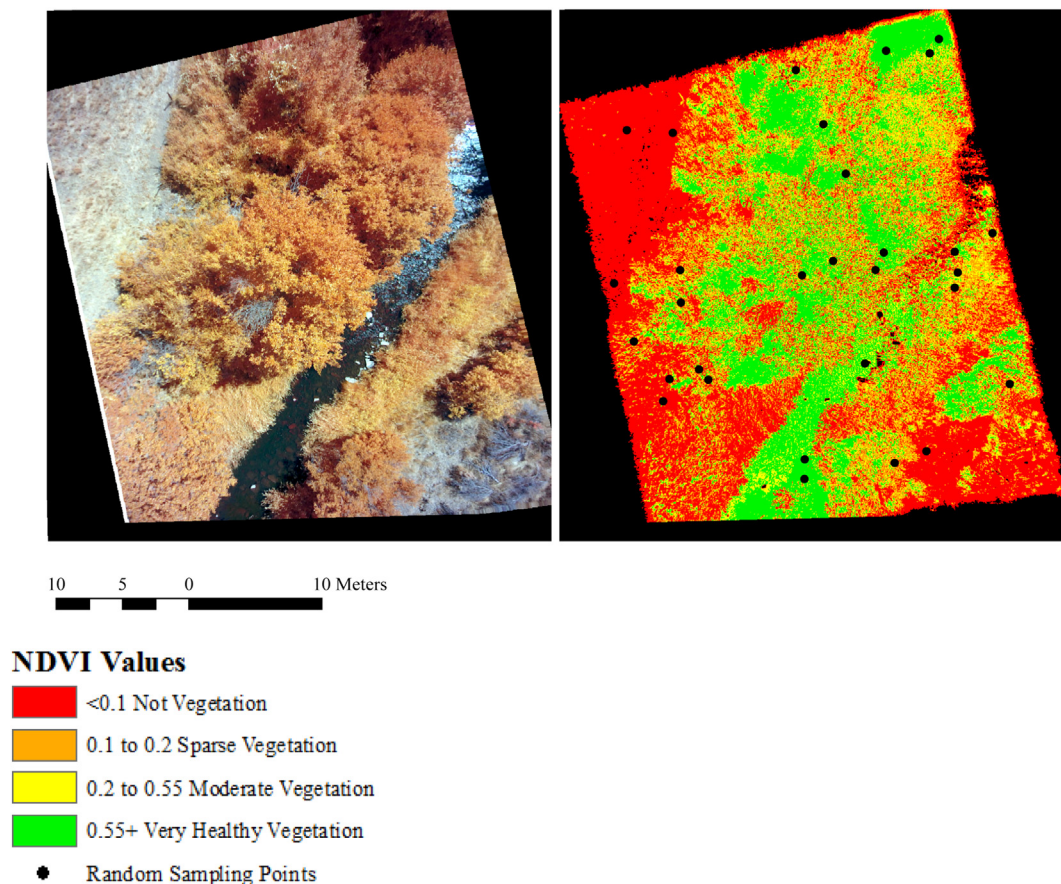 10 5 0 10 Meters
NDVI Values
<0.1 Not Vegetation
0.1 to 0.2 Sparse Vegetation
0.2 to 0.55 Moderate Vegetation
0.55+ Very Healthy Vegetation
Random Sampling Points